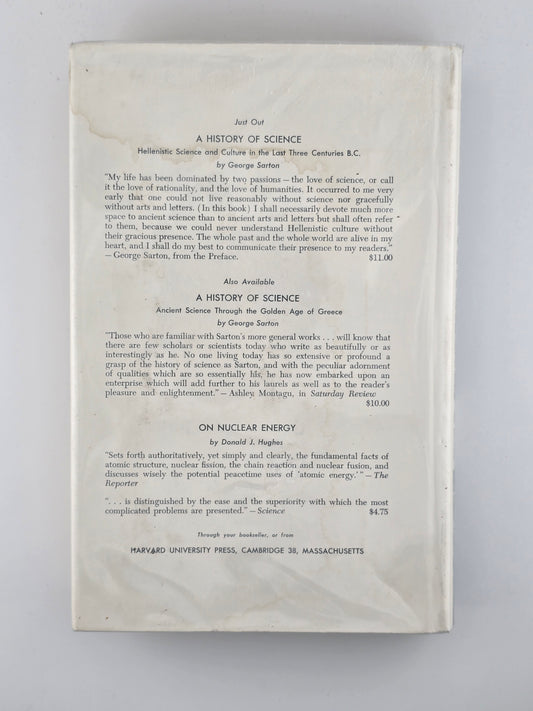 Just Out
A HISTORY OF SCIENCE
Hellenistic Science and Culture in the Last Three Centuries B.C.
by George Sarton
"My life has been dominated by two passions — the love of science, or call
it the love of rationality, and the love of humanities. It occurred to me very
early that one could not live reasonably without science nor gracefully
without arts and letters. (In this book) I shall necessarily devote much more
space to ancient science than to ancient arts and letters but shall often refer
to them, because we could never understand Hellenistic culture without
their gracious presence. The whole past and the whole world are alive in my
heart, and I shall do my best to communicate their presence to my readers."
— George Sarton, from the Preface. $11.00
Also Available
A HISTORY OF SCIENCE
Ancient Science Through the Golden Age of Greece
by George Sarton
"Those who are familiar with Sarton's more general works . . . will know that
there are few scholars or scientists today who write as beautifully or as
interestingly as he. No one living today has so extensive or profound a
grasp of the history of science as Sarton, and with the peculiar adornment
of qualities which are so essentially his, he has now embarked upon an
enterprise which will add further to his laurels as well as to the reader's
pleasure and enlightenment." — Ashley Montagu, in Saturday Review
$10.00
ON NUCLEAR ENERGY
by Donald J. Hughes
"Sets forth authoritatively, yet simply and clearly, the fundamental facts of
atomic structure, nuclear fission, the chain reaction and nuclear fusion, and
discusses wisely the potential peacetime uses of 'atomic energy.'" — The
Reporter
". . . is distinguished by the ease and the superiority with which the most
complicated problems are presented." — Science $4.75
Through your bookseller, or from
HARVARD UNIVERSITY PRESS, CAMBRIDGE 38, MASSACHUSETTS